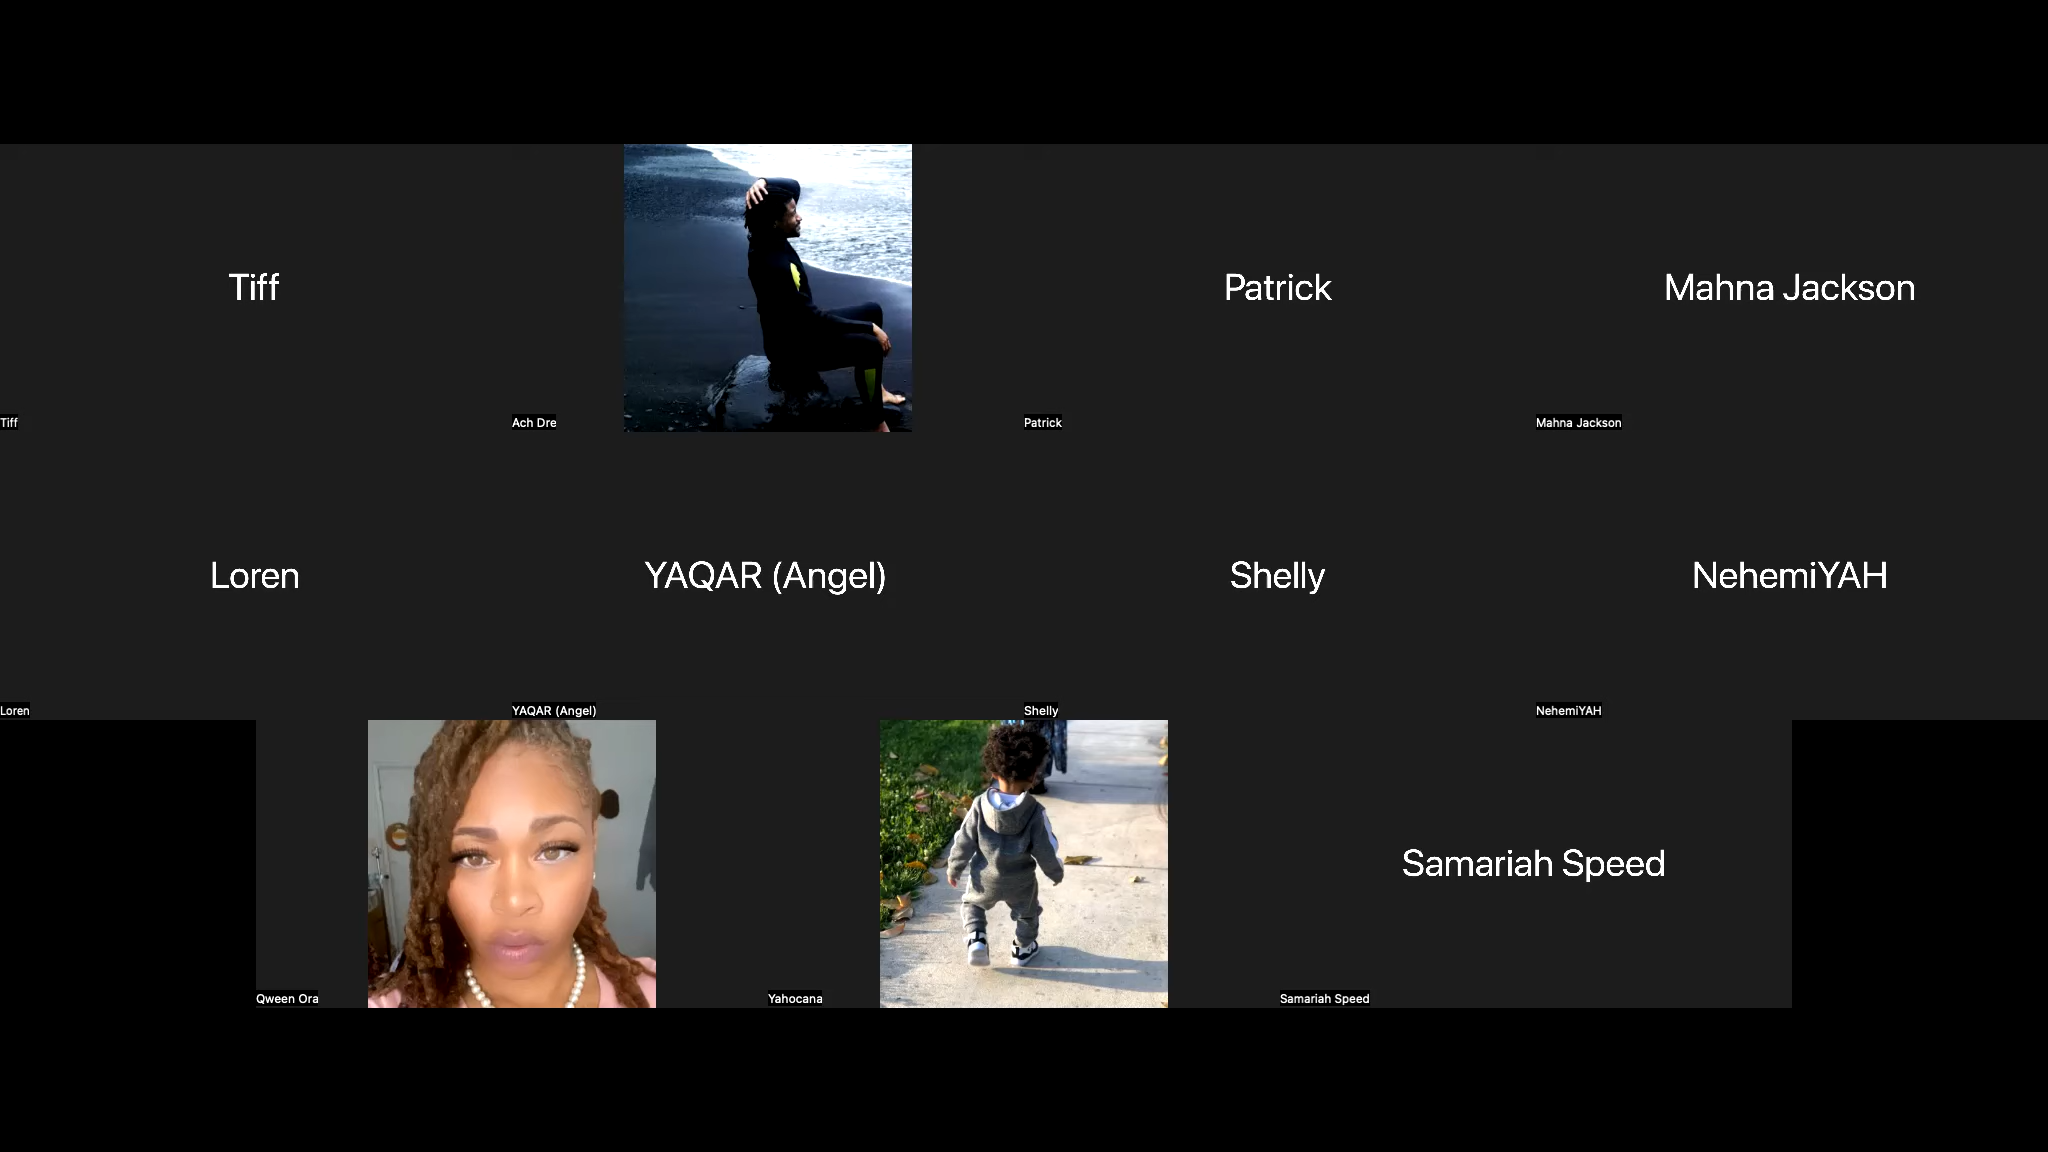 Tiff
Patrick
Mahna Jackson
Tiff
Ach Dre
Patrick
Mahna Jackson
Loren
YAQAR (Angel)
Shelly
NehemiYAH
Loren
YAQAR (Angel)
Shelly
NehemiYAH
Samariah Speed
Qween Ora
Yahocana
Samariah Speed